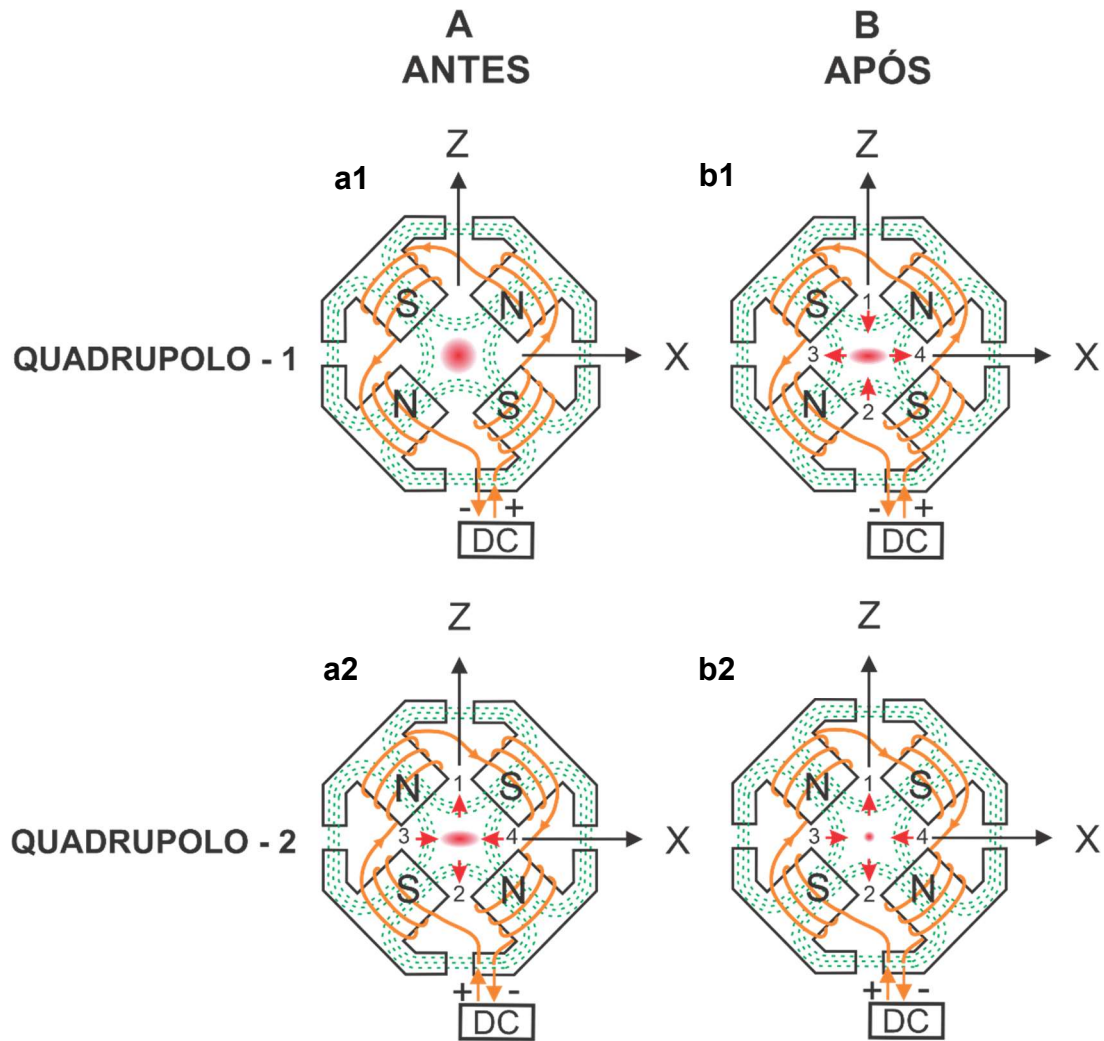 A
ANTES
B
APÓS
QUADRUPOLO - 1
a1
Z
X
S
N
N
S
- +
DC
b1
Z
X
S
N
1
3
4
2
N
S
- +
DC
QUADRUPOLO - 2
a2
Z
X
N
S
1
3
4
2
S
N
+ -
DC
b2
Z
X
N
S
1
3
4
2
S
N
+ -
DC